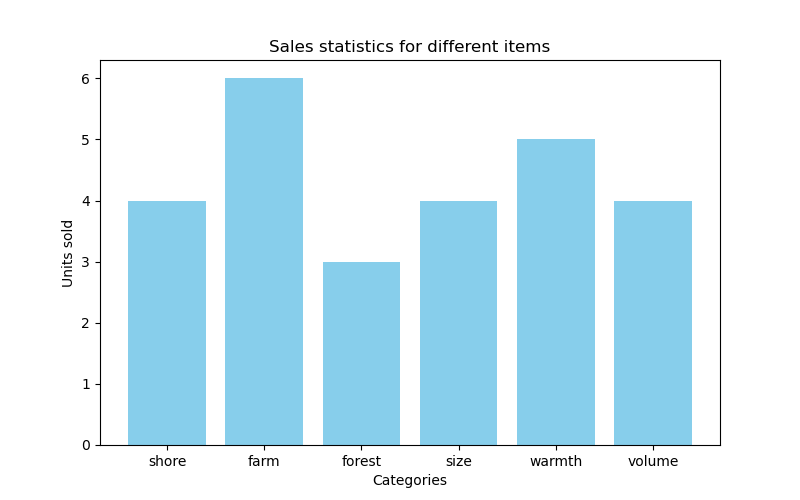 Sales statistics for different items
6
5
4
3
2
1
0
Units sold
shore farm forest size warmth volume
Categories